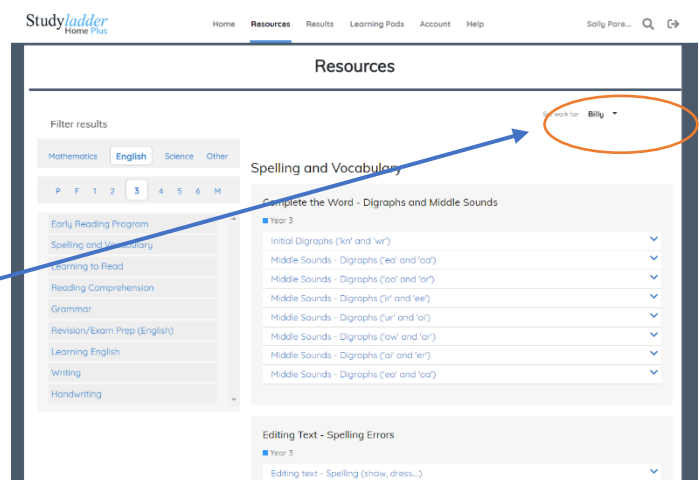 Studyladder
Home Plus
Home Resources Results Learning Pods Account Help
Sally Pare...
Resources
Filter results
Set work for: Billy
Mathematics English Science Other
P F 1 2 3 4 5 6 M
Early Reading Program
Spelling and Vocabulary
Learning to Read
Reading Comprehension
Grammar
Revision/Exam Prep (English)
Learning English
Writing
Handwriting
Spelling and Vocabulary
Complete the Word - Digraphs and Middle Sounds
Year 3
Initial Digraphs ('kn' and 'wr')
Middle Sounds - Digraphs ('ea' and 'oa')
Middle Sounds - Digraphs ('oo' and 'or')
Middle Sounds - Digraphs ('ir' and 'ee')
Middle Sounds - Digraphs ('ur' and 'oi')
Middle Sounds - Digraphs ('ow' and 'ar')
Middle Sounds - Digraphs ('ai' and 'er')
Middle Sounds - Digraphs ('ea' and 'oa')
Editing Text - Spelling Errors
Year 3
Editing text - Spelling (show, dress...)